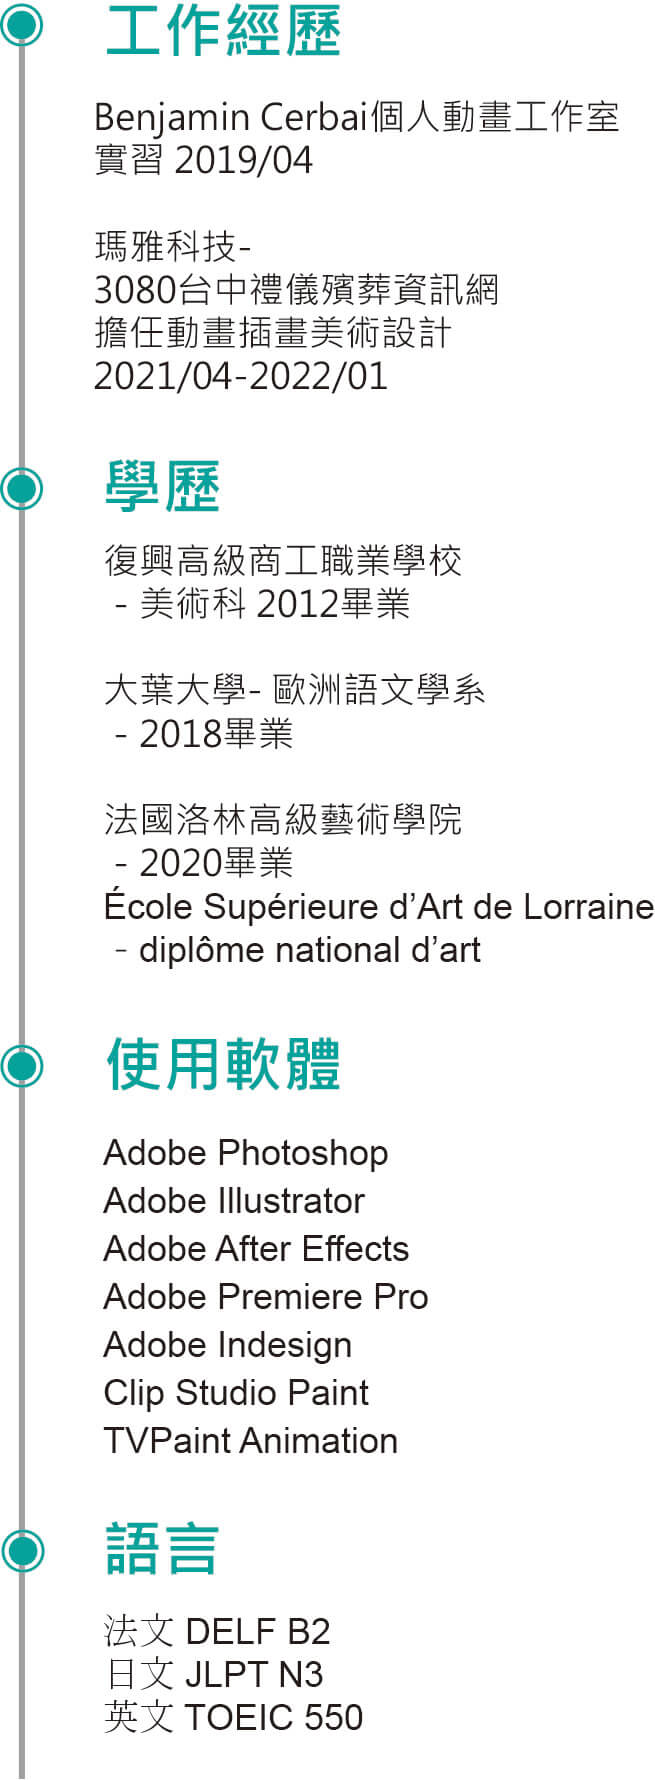 工作經歷
Benjamin Cerbai個人動畫工作室
實習 2019/04
瑪雅科技-
3080台中禮儀殯葬資訊網
擔任動畫插畫美術設計
2021/04-2022/01
學歷
復興高級商工職業學校
- 美術科 2012畢業
大葉大學- 歐洲語文學系
- 2018畢業
法國洛林高級藝術學院
- 2020畢業
École Supérieure d’Art de Lorraine
- diplôme national d’art
使用軟體
Adobe Photoshop
Adobe Illustrator
Adobe After Effects
Adobe Premiere Pro
Adobe Indesign
Clip Studio Paint
TVPaint Animation
語言
法文 DELF B2
日文 JLPT N3
英文 TOEIC 550